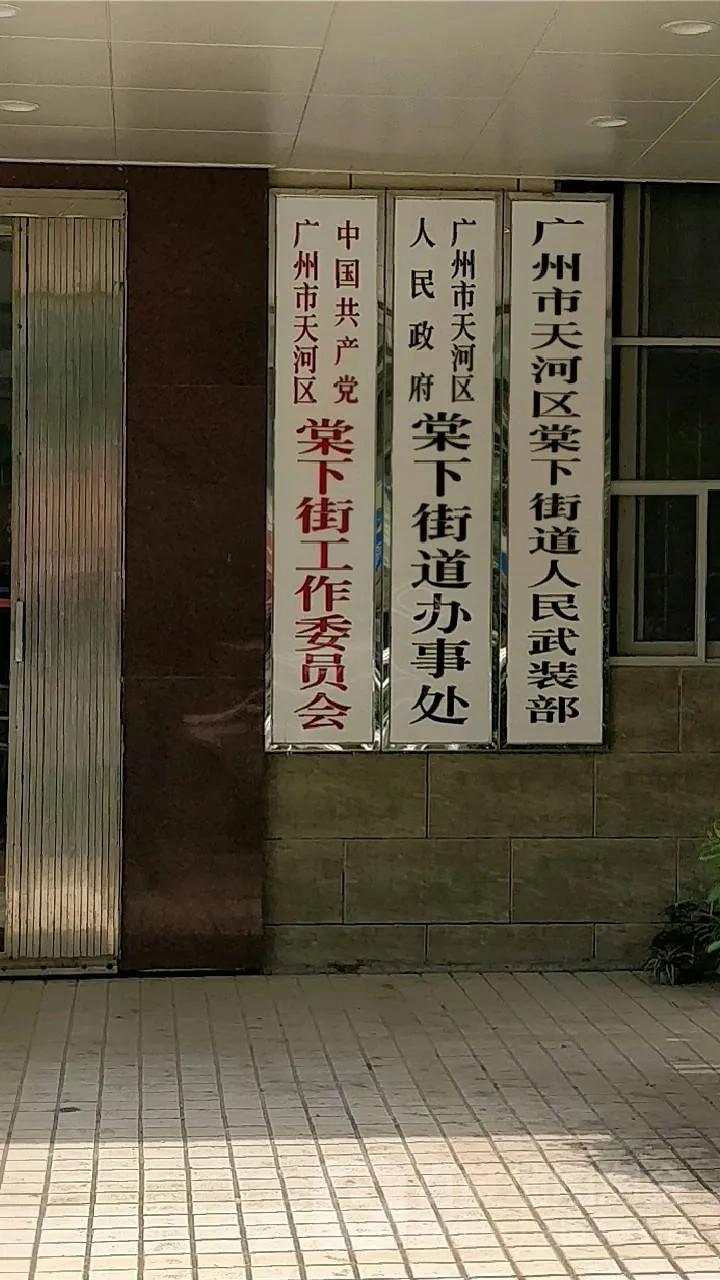 中国共产党
广州市天河区
棠下街工作委员会
广州市天河区
人民政府
棠下街道办事处
广州市天河区棠下街道人民武装部